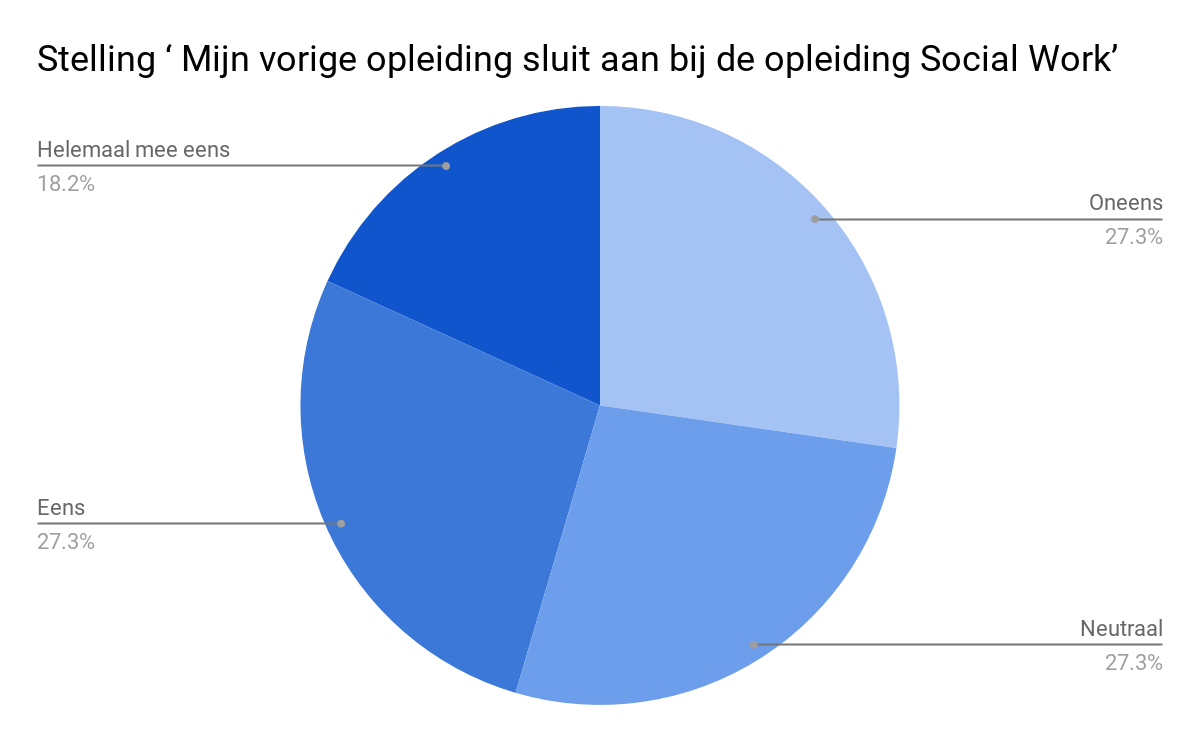 Stelling ‘ Mijn vorige opleiding sluit aan bij de opleiding Social Work’
Helemaal mee eens
18.2%
Oneens
27.3%
Eens
27.3%
Neutraal
27.3%